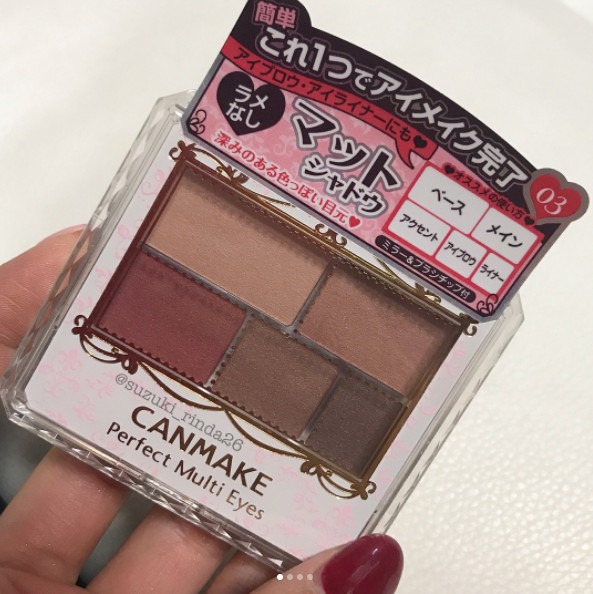 簡単
これ1つでアイメイク完了
アイブロウ・アイライナーにも♥
ラメ
なし
マット
シャドウ
深みのある色っぽい目元♥
♥オススメの使い方♥
03
ベース
メイン
アクセント
アイブロウ
ライナー
ミラー&ブラシチップ付
@suzuki_rinda26
CANMAKE
Perfect Multi Eyes